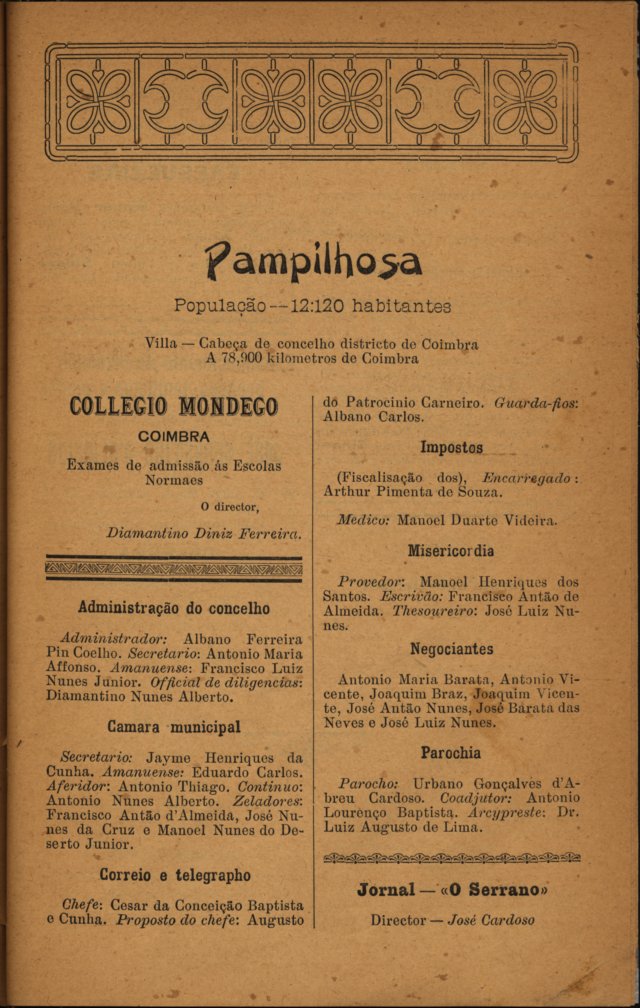 Pampilhosa
População—12:120 habitantes
Villa — Cabeça de concelho districto de Coimbra
A 78,900 kilometros de Coimbra
COLLEGIO MONDEGO
COIMBRA
Exames de admissão ás Escolas
Normaes
O director,
Diamantino Diniz Ferreira.
Administração do concelho
Administrador: Albano Ferreira
Pin Coelho. Secretario: Antonio Maria
Affonso. Amanuense: Francisco Luiz
Nunes Junior. Official de diligencias:
Diamantino Nunes Alberto.
Camara municipal
Secretario: Jayme Henriques da
Cunha. Amanuense: Eduardo Carlos.
Aferidor: Antonio Thiago. Continuo:
Antonio Nunes Alberto. Zeladores:
Francisco Antão d'Almeida, José Nu-
nes da Cruz e Manoel Nunes do De-
serto Junior.
Correio e telegrapho
Chefe: Cesar da Conceição Baptista
e Cunha. Proposto do chefe: Augusto
do Patrocinio Carneiro. Guarda-fios:
Albano Carlos.
Impostos
(Fiscalisação dos), Encarregado:
Arthur Pimenta de Souza.
Medico: Manoel Duarte Videira.
Misericordia
Provedor: Manoel Henriques dos
Santos. Escrivão: Francisco Antão de
Almeida. Thesoureiro: José Luiz Nu-
nes.
Negociantes
Antonio Maria Barata, Antonio Vi-
cente, Joaquim Braz, Joaquim Vicen-
te, José Antão Nunes, José Barata das
Neves e José Luiz Nunes.
Parochia
Parocho: Urbano Gonçalves d'A-
breu Cardoso. Coadjutor: Antonio
Lourenço Baptista. Arcypreste: Dr.
Luiz Augusto de Lima.
Jornal — «O Serrano»
Director — José Cardoso